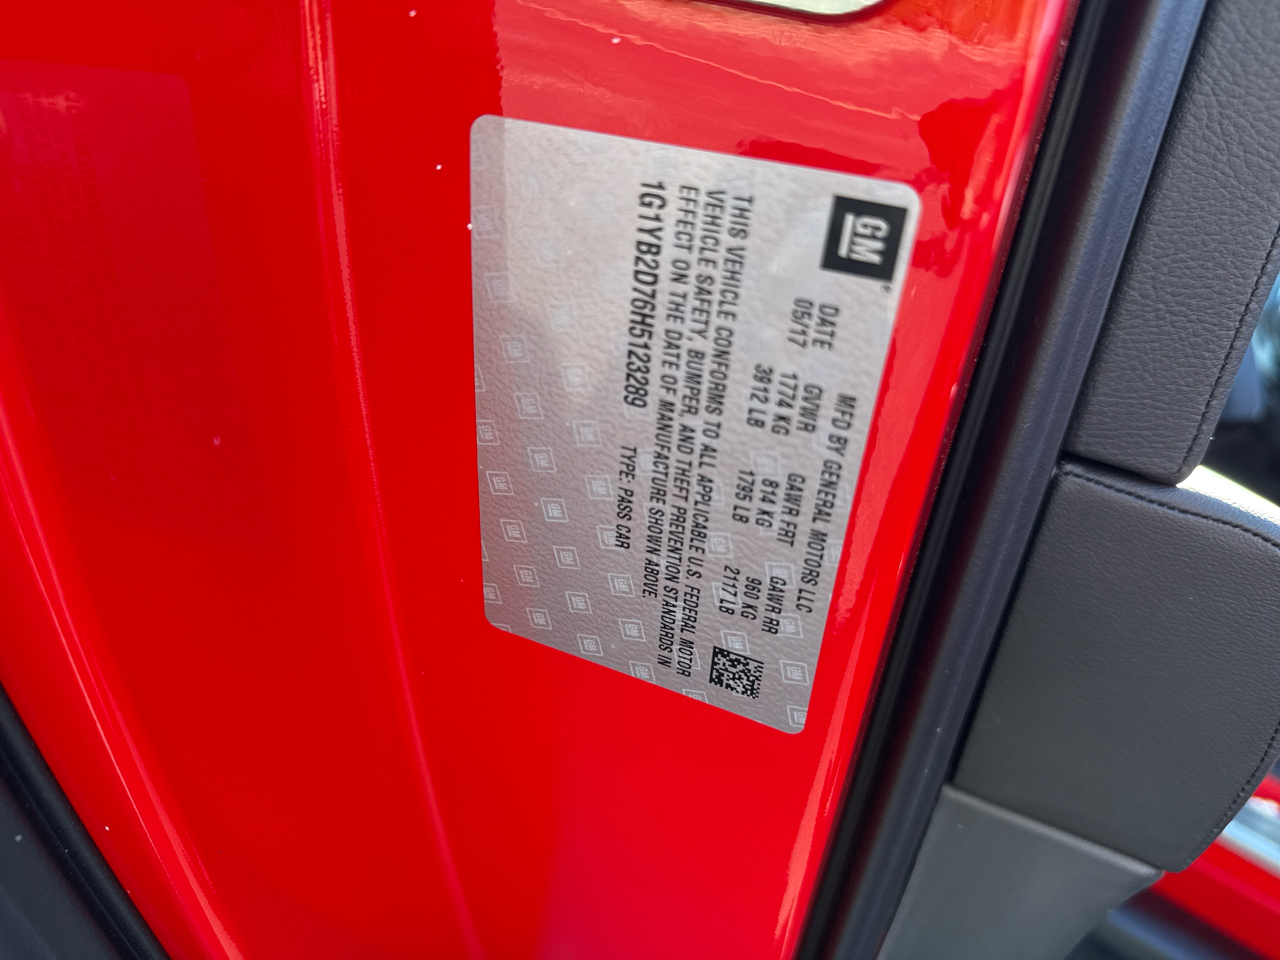 GM
MFD BY GENERAL MOTORS LLC
DATE GVWR GAWR FRT GAWR RR
05/17 1774 KG 814 KG 960 KG
3912 LB 1795 LB 2117 LB
THIS VEHICLE CONFORMS TO ALL APPLICABLE U.S. FEDERAL MOTOR
VEHICLE SAFETY, BUMPER, AND THEFT PREVENTION STANDARDS IN
EFFECT ON THE DATE OF MANUFACTURE SHOWN ABOVE.
1G1YB2D76H5123289 TYPE: PASS CAR